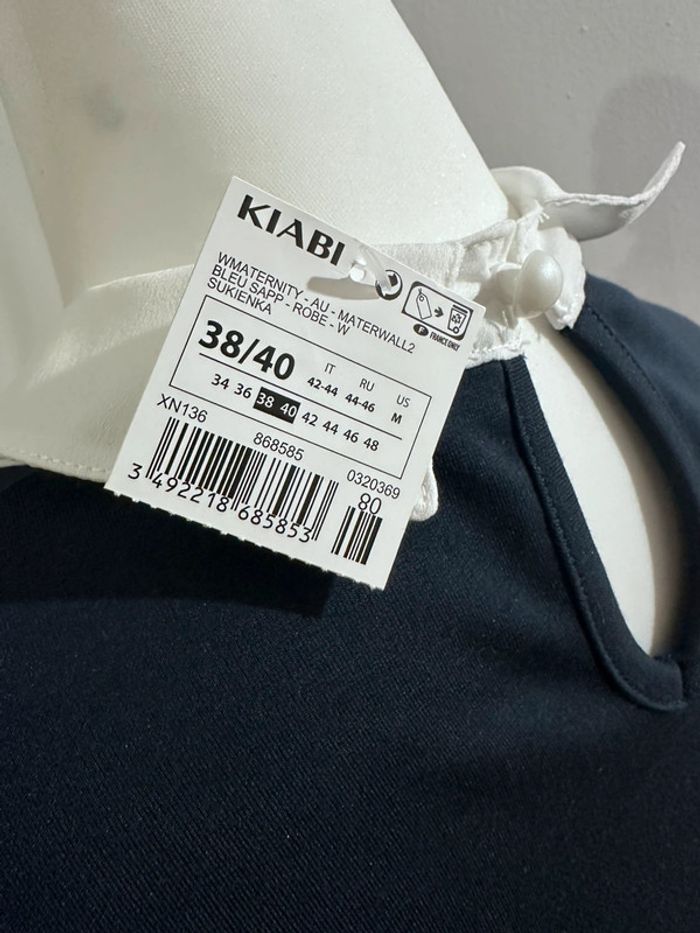 KIABI
WMATERNITY - AU - MATERWALL2
BLEU SAPP - ROBE - W
SUKIENKA
F FRANCE ONLY
38/40
IT RU US
42-44 44-46 M
34 36 38 40 42 44 46 48
XN136 868585 0320369
80
3 492218 685853